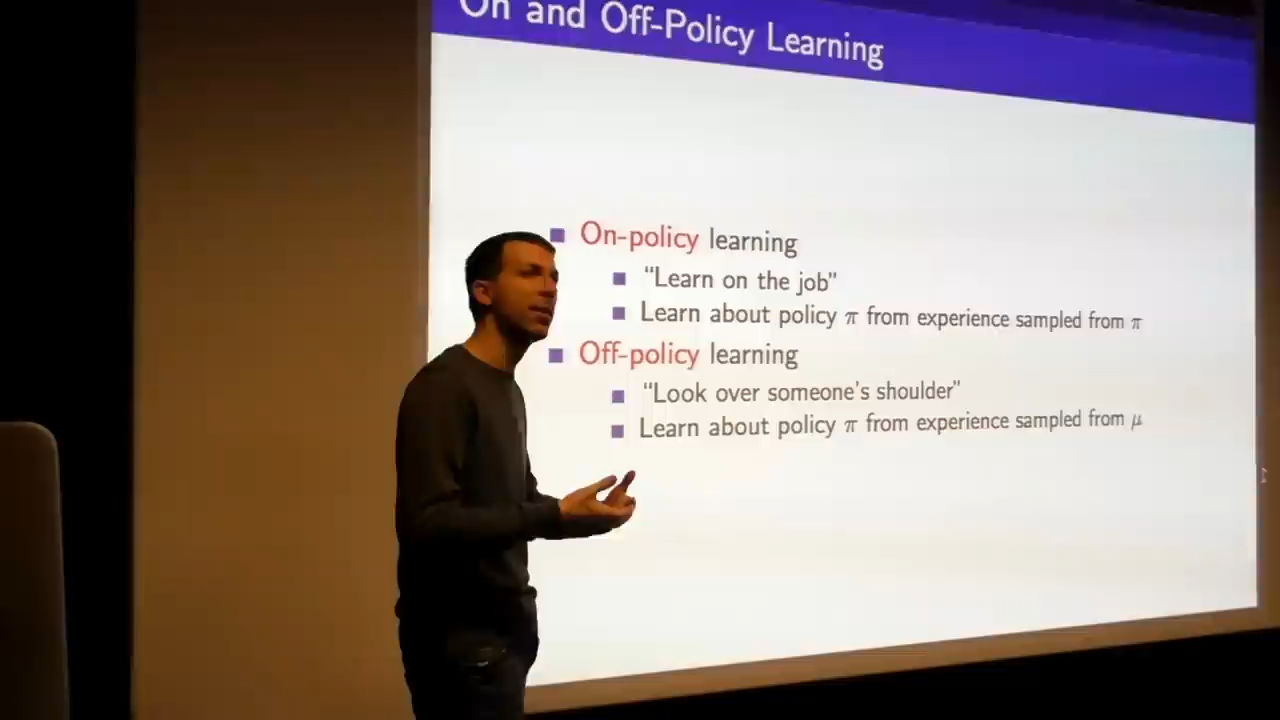 On and Off-Policy Learning
On-policy learning
"Learn on the job"
Learn about policy π from experience sampled from π
Off-policy learning
"Look over someone's shoulder"
Learn about policy π from experience sampled from μ